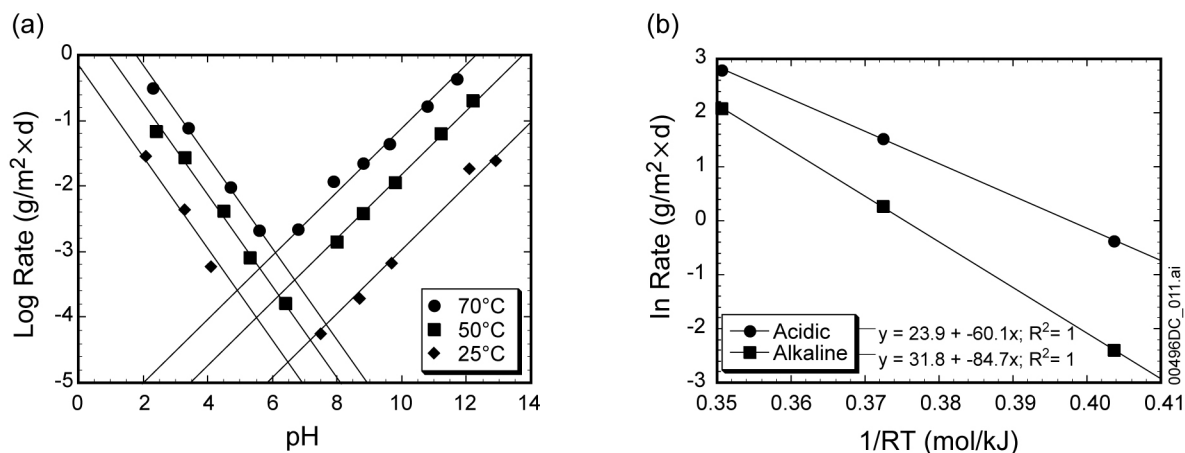 (a)
Log Rate (g/m²×d)
0
-1
-2
-3
-4
-5
0 2 4 6 8 10 12 14
pH
70°C
50°C
25°C
(b)
ln Rate (g/m²×d)
3
2
1
0
-1
-2
-3
0.35 0.36 0.37 0.38 0.39 0.40 0.41
1/RT (mol/kJ)
Acidic y = 23.9 + -60.1x; R²= 1
Alkaline y = 31.8 + -84.7x; R²= 1
00496DC_011.ai